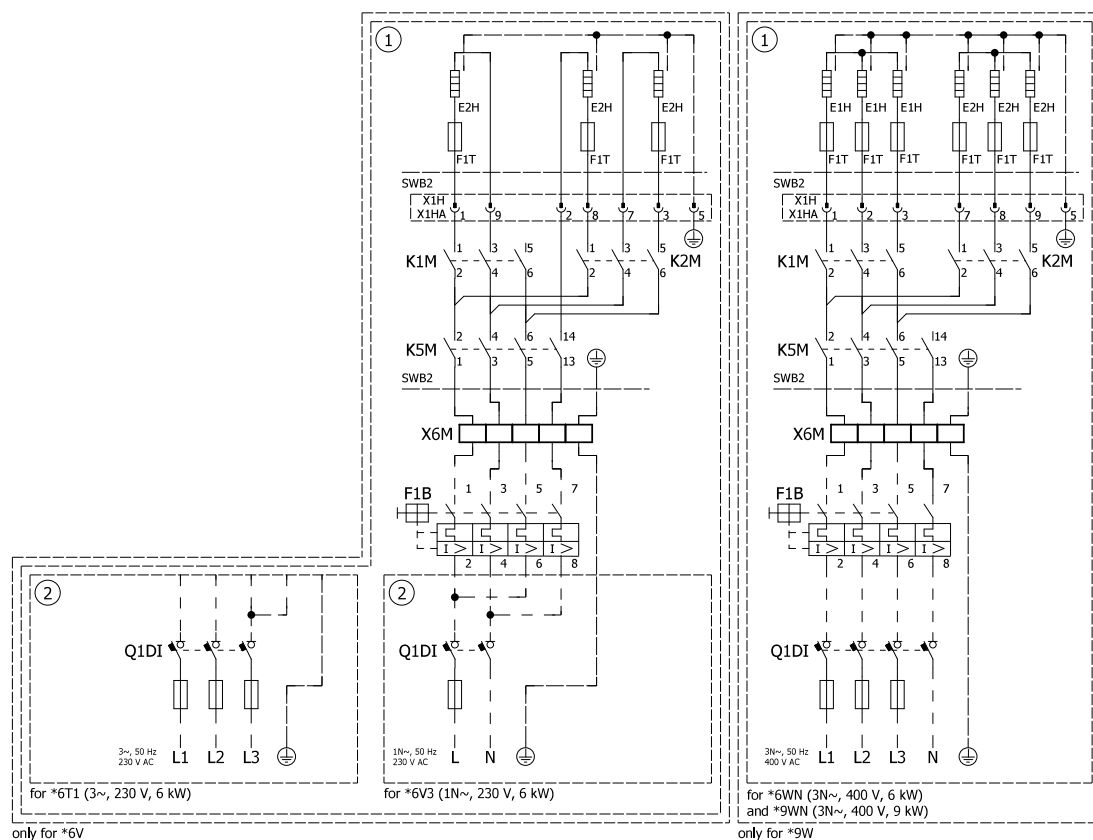 1
E2H E2H E2H
F1T F1T F1T
SWB2
X1H
X1HA 1 9 2 8 7 3 5
1 3 5 1 3 5
K1M K2M
2 4 6 2 4 6
2 4 6 14
K5M
1 3 5 13
SWB2
X6M
1 3 5 7
F1B
I > I > I > I >
2 4 6 8
2
Q1DI
3~, 50 Hz
230 V AC
L1 L2 L3
for *6T1 (3~, 230 V, 6 kW)
2
Q1DI
1N~, 50 Hz
230 V AC
L N
for *6V3 (1N~, 230 V, 6 kW)
only for *6V
1
E1H E1H E1H E2H E2H E2H
F1T F1T F1T F1T F1T F1T
SWB2
X1H
X1HA 1 2 3 7 8 9 5
1 3 5 1 3 5
K1M K2M
2 4 6 2 4 6
2 4 6 14
K5M
1 3 5 13
SWB2
X6M
1 3 5 7
F1B
I > I > I > I >
2 4 6 8
Q1DI
3N~, 50 Hz
400 V AC
L1 L2 L3 N
for *6WN (3N~, 400 V, 6 kW)
and *9WN (3N~, 400 V, 9 kW)
only for *9W